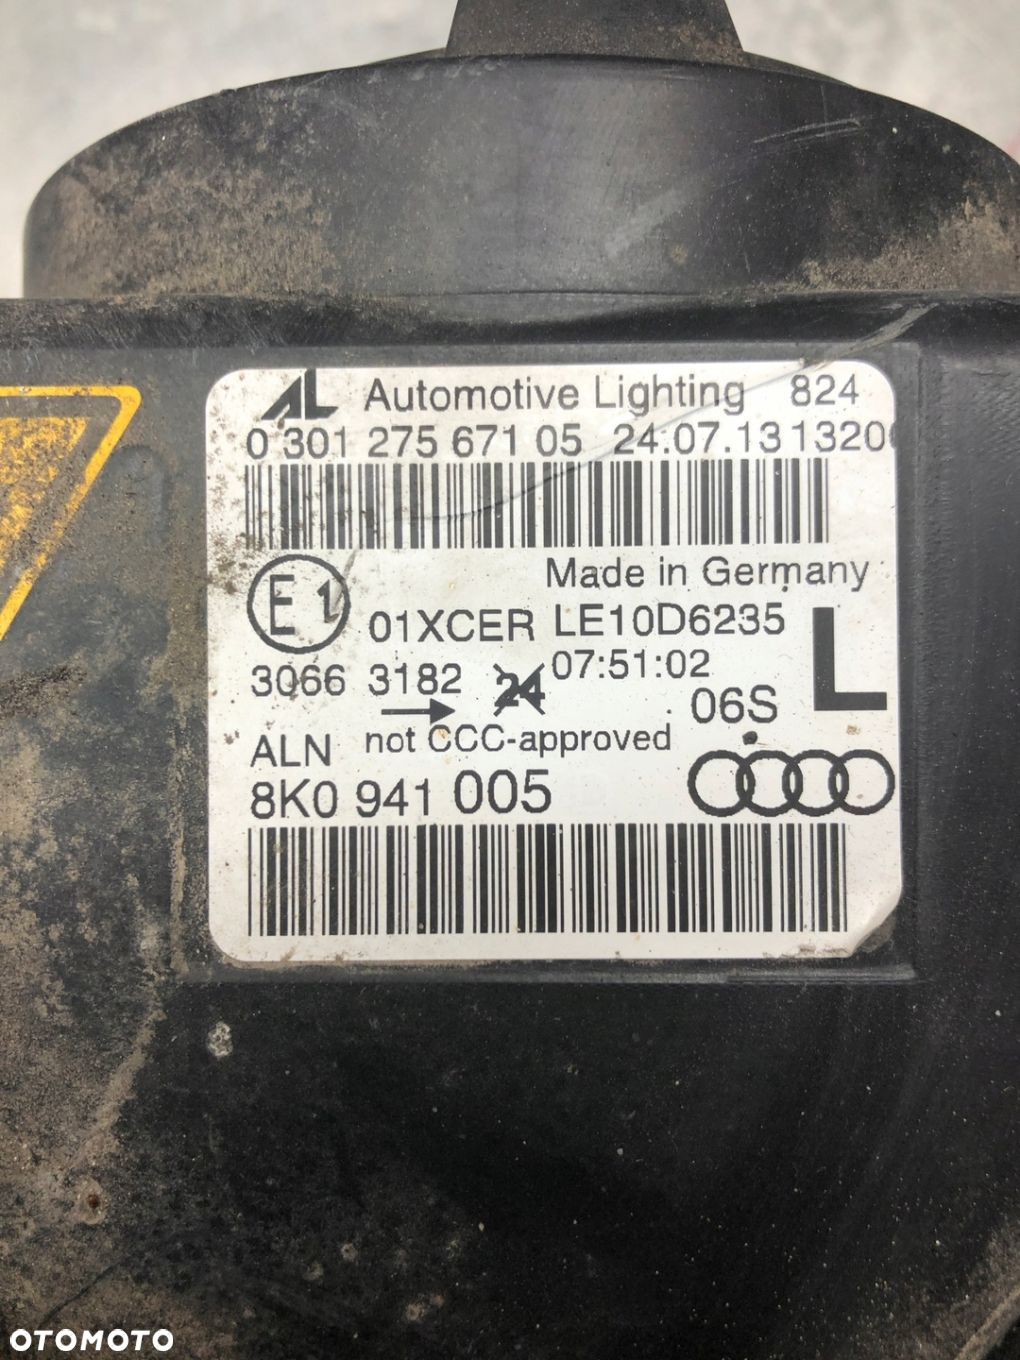 AL Automotive Lighting 824
0 301 275 671 05 24.07.13 1320
Made in Germany
E1 01XCER LE10D6235 L
3066 3182 24 07:51:02
06S
ALN not CCC-approved
8K0 941 005
OTOMOTO